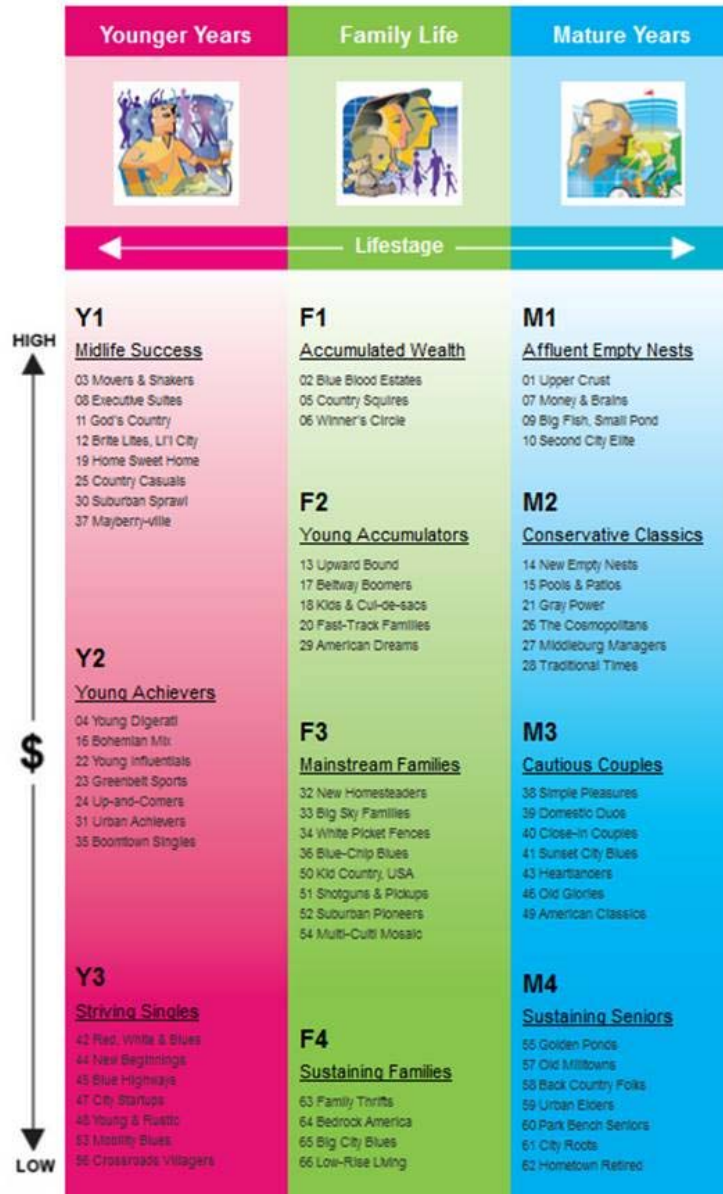 Younger Years
Family Life
Mature Years
Lifestage
HIGH
$
LOW
Y1
Midlife Success
03 Movers & Shakers
08 Executive Suites
11 God's Country
12 Brite Lites, Li'l City
19 Home Sweet Home
25 Country Casuals
30 Suburban Sprawl
37 Mayberry-ville
Y2
Young Achievers
04 Young Digerati
16 Bohemian Mix
22 Young Influentials
23 Greenbelt Sports
24 Up-and-Comers
31 Urban Achievers
35 Boomtown Singles
Y3
Striving Singles
42 Red, White & Blues
44 New Beginnings
45 Blue Highways
47 City Startups
48 Young & Rustic
53 Mobility Blues
56 Crossroads Villagers
F1
Accumulated Wealth
02 Blue Blood Estates
05 Country Squires
06 Winner's Circle
F2
Young Accumulators
13 Upward Bound
17 Beltway Boomers
18 Kids & Cul-de-sacs
20 Fast-Track Families
29 American Dreams
F3
Mainstream Families
32 New Homesteaders
33 Big Sky Families
34 White Picket Fences
36 Blue-Chip Blues
50 Kid Country, USA
51 Shotguns & Pickups
52 Suburban Pioneers
54 Multi-Culti Mosaic
F4
Sustaining Families
63 Family Thrifts
64 Bedrock America
65 Big City Blues
66 Low-Rise Living
M1
Affluent Empty Nests
01 Upper Crust
07 Money & Brains
09 Big Fish, Small Pond
10 Second City Elite
M2
Conservative Classics
14 New Empty Nests
15 Pools & Patios
21 Gray Power
26 The Cosmopolitans
27 Middleburg Managers
28 Traditional Times
M3
Cautious Couples
38 Simple Pleasures
39 Domestic Duos
40 Close-in Couples
41 Sunset City Blues
43 Heartlanders
46 Old Glories
49 American Classics
M4
Sustaining Seniors
55 Golden Ponds
57 Old Milltowns
58 Back Country Folks
59 Urban Elders
60 Park Bench Seniors
61 City Roots
62 Hometown Retired